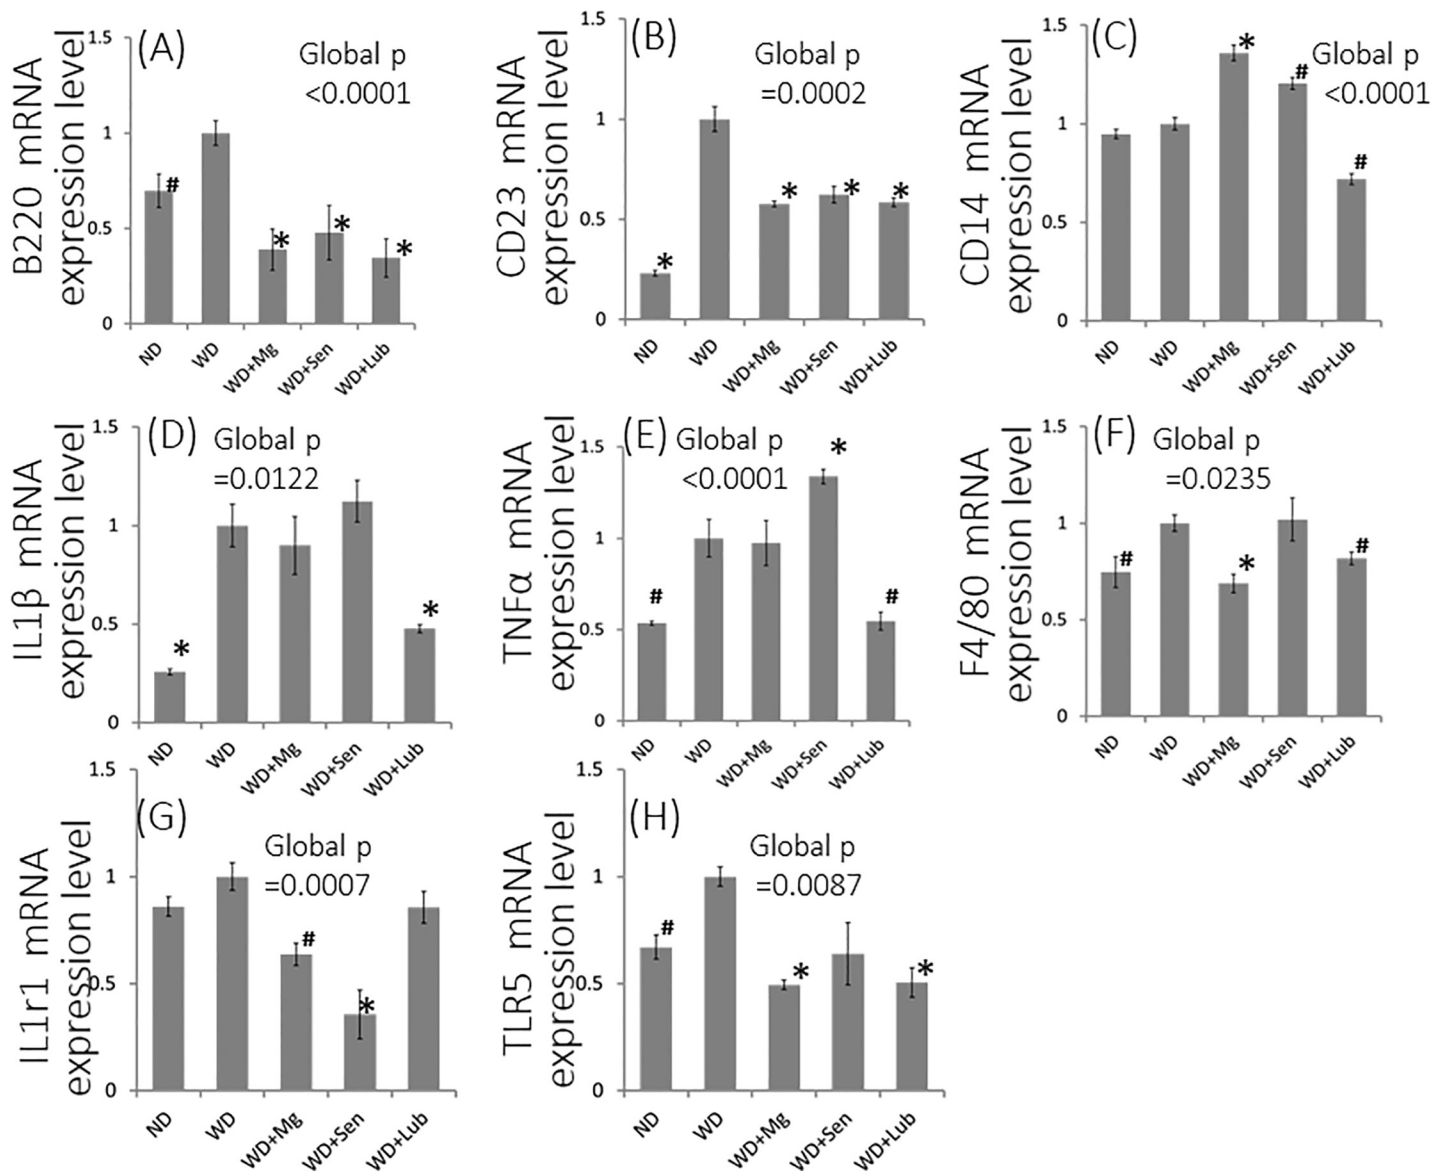 (A)
Global p
<0.0001
B220 mRNA
expression level
1.5
1
0.5
0
#
*
*
*
ND
WD
WD+Mg
WD+Sen
WD+Lub
(B)
Global p
=0.0002
CD23 mRNA
expression level
1.5
1
0.5
0
*
*
*
*
ND
WD
WD+Mg
WD+Sen
WD+Lub
(C)
Global p
<0.0001
CD14 mRNA
expression level
1.5
1
0.5
0
*
#
#
ND
WD
WD+Mg
WD+Sen
WD+Lub
(D)
Global p
=0.0122
IL1β mRNA
expression level
1.5
1
0.5
0
*
*
ND
WD
WD+Mg
WD+Sen
WD+Lub
(E)
Global p
<0.0001
TNFα mRNA
expression level
1.5
1
0.5
0
#
*
#
ND
WD
WD+Mg
WD+Sen
WD+Lub
(F)
Global p
=0.0235
F4/80 mRNA
expression level
1.5
1
0.5
0
#
*
#
ND
WD
WD+Mg
WD+Sen
WD+Lub
(G)
Global p
=0.0007
IL1r1 mRNA
expression level
1.5
1
0.5
0
#
*
ND
WD
WD+Mg
WD+Sen
WD+Lub
(H)
Global p
=0.0087
TLR5 mRNA
expression level
1.5
1
0.5
0
#
*
*
ND
WD
WD+Mg
WD+Sen
WD+Lub